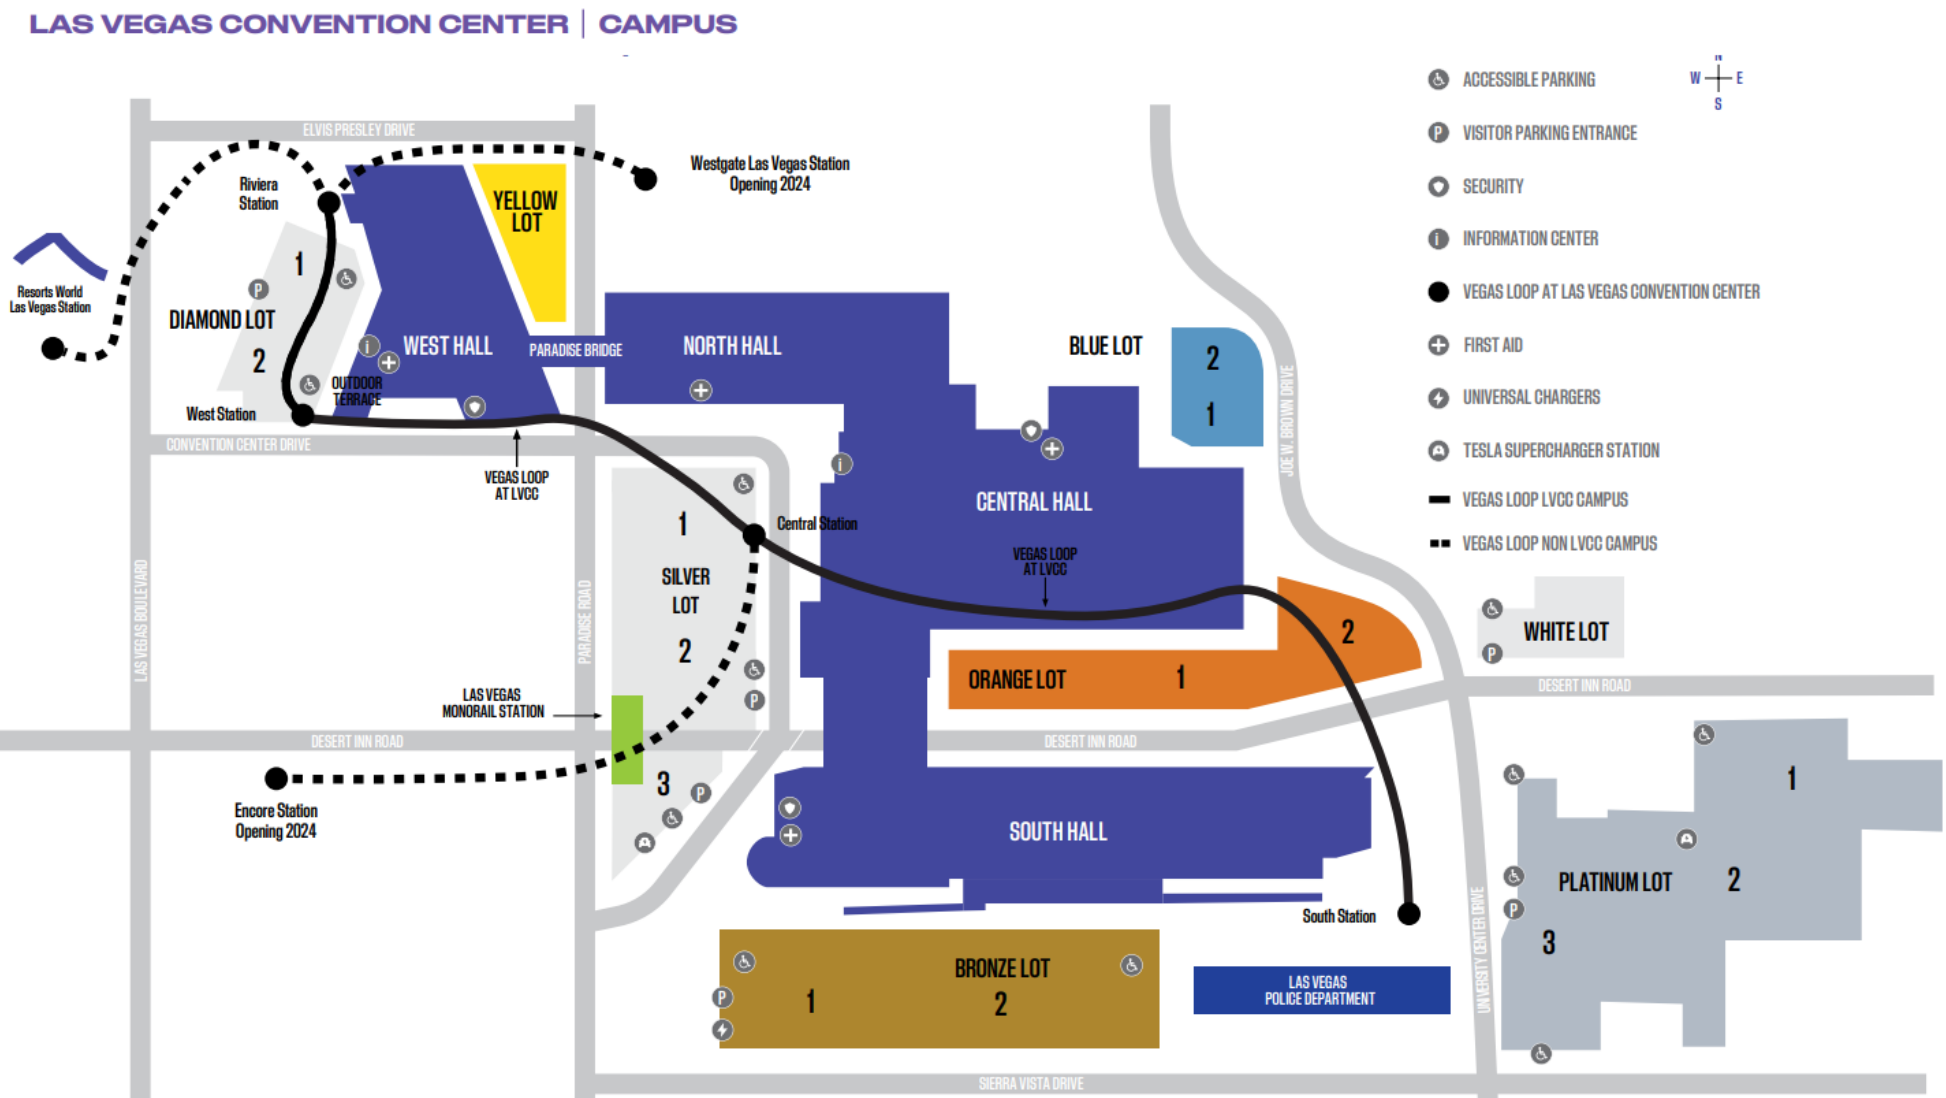 LAS VEGAS CONVENTION CENTER | CAMPUS
N
W E
S
ACCESSIBLE PARKING
P VISITOR PARKING ENTRANCE
SECURITY
i INFORMATION CENTER
VEGAS LOOP AT LAS VEGAS CONVENTION CENTER
FIRST AID
UNIVERSAL CHARGERS
TESLA SUPERCHARGER STATION
VEGAS LOOP LVCC CAMPUS
VEGAS LOOP NON LVCC CAMPUS
ELVIS PRESLEY DRIVE
Riviera
Station
Westgate Las Vegas Station
Opening 2024
YELLOW
LOT
Resorts World
Las Vegas Station
1
P
DIAMOND LOT
2
i
WEST HALL
PARADISE BRIDGE
NORTH HALL
OUTDOOR
TERRACE
West Station
BLUE LOT
2
1
JOE W. BROWN DRIVE
CONVENTION CENTER DRIVE
VEGAS LOOP
AT LVCC
i
CENTRAL HALL
Central Station
VEGAS LOOP
AT LVCC
1
SILVER
LOT
2
P
LAS VEGAS BOULEVARD
PARADISE ROAD
LAS VEGAS
MONORAIL STATION
ORANGE LOT
1
2
WHITE LOT
P
DESERT INN ROAD
DESERT INN ROAD
DESERT INN ROAD
Encore Station
Opening 2024
3
P
SOUTH HALL
South Station
UNIVERSITY CENTER DRIVE
1
PLATINUM LOT
2
P
3
BRONZE LOT
P
1
2
LAS VEGAS
POLICE DEPARTMENT
SIERRA VISTA DRIVE